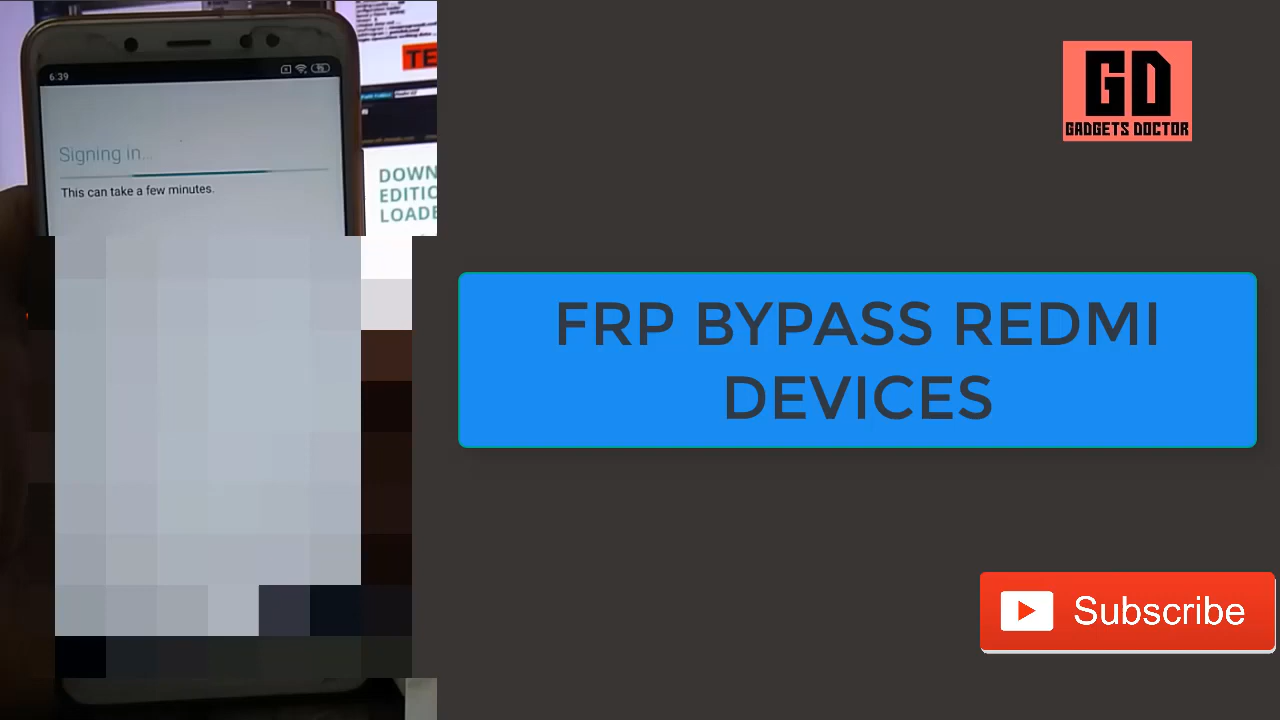 6:39
Signing in...
This can take a few minutes.
TE
DOWN
EDITIO
LOADE
GD
GADGETS DOCTOR
FRP BYPASS REDMI
DEVICES
Subscribe